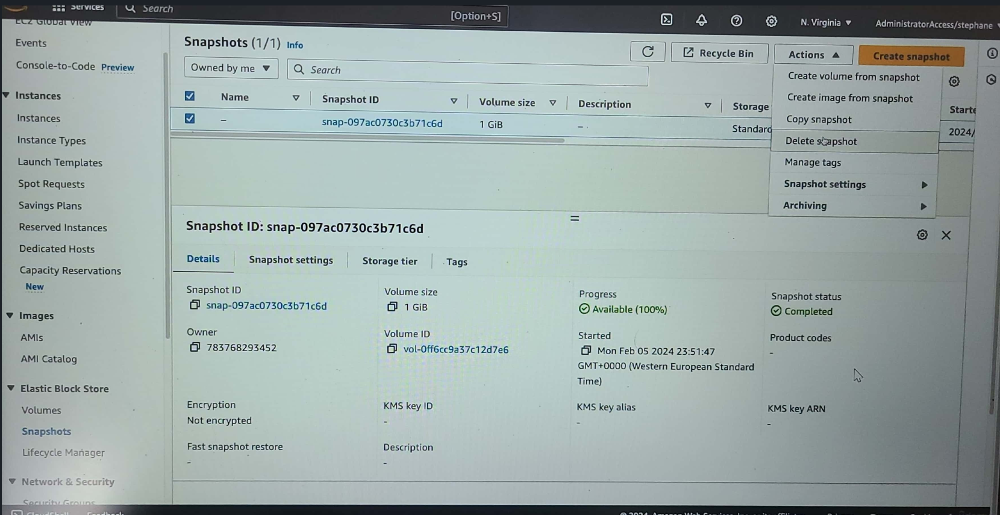 Services
Search
[Option+S]
N. Virginia
AdministratorAccess/stephane
EC2 Global View
Events
Console-to-Code Preview
Instances
Instances
Instance Types
Launch Templates
Spot Requests
Savings Plans
Reserved Instances
Dedicated Hosts
Capacity Reservations
New
Images
AMIs
AMI Catalog
Elastic Block Store
Volumes
Snapshots
Lifecycle Manager
Network & Security
Security Groups
CloudShell Feedback
Snapshots (1/1) Info
Recycle Bin
Actions
Create snapshot
Owned by me
Search
Create volume from snapshot
Create image from snapshot
Copy snapshot
Delete snapshot
Manage tags
Snapshot settings
Archiving
Name Snapshot ID Volume size Description Storage Starte
– snap-097ac0730c3b71c6d 1 GiB – Standard 2024/
Snapshot ID: snap-097ac0730c3b71c6d
Details Snapshot settings Storage tier Tags
Snapshot ID
snap-097ac0730c3b71c6d
Volume size
1 GiB
Progress
Available (100%)
Snapshot status
Completed
Owner
783768293452
Volume ID
vol-0ff6cc9a37c12d7e6
Started
Mon Feb 05 2024 23:51:47
GMT+0000 (Western European Standard
Time)
Product codes
-
Encryption
Not encrypted
KMS key ID
-
KMS key alias
-
KMS key ARN
-
Fast snapshot restore
-
Description
-